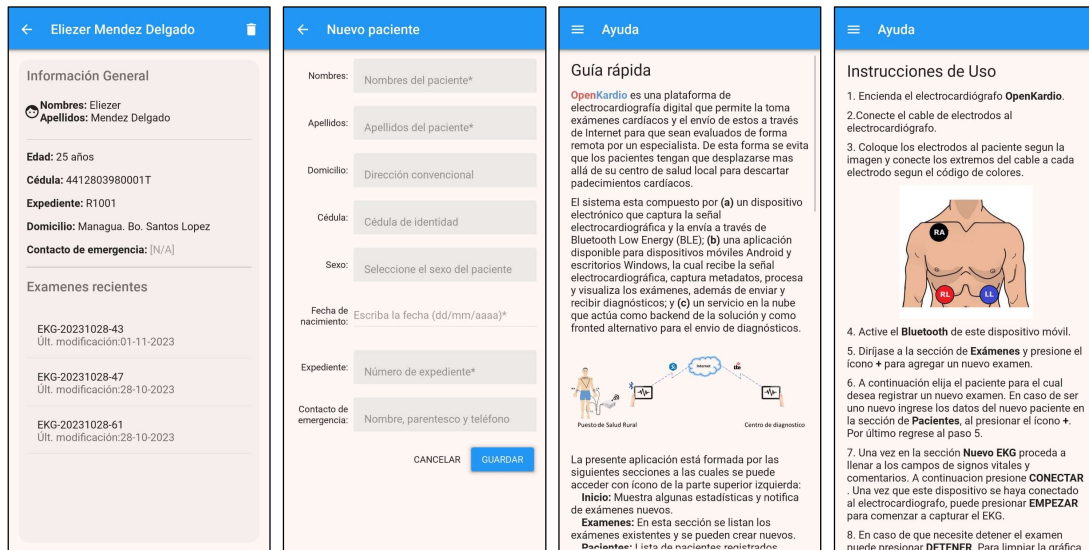 Eliezer Mendez Delgado
Información General
Nombres: Eliezer
Apellidos: Mendez Delgado
Edad: 25 años
Cédula: 4412803980001T
Expediente: R1001
Domicilio: Managua. Bo. Santos Lopez
Contacto de emergencia: [N/A]
Examenes recientes
EKG-20231028-43
Últ. modificación:01-11-2023
EKG-20231028-47
Últ. modificación:28-10-2023
EKG-20231028-61
Últ. modificación:28-10-2023
Nuevo paciente
Nombres:
Nombres del paciente*
Apellidos:
Apellidos del paciente*
Domicilio:
Dirección convencional
Cédula:
Cédula de identidad
Sexo:
Seleccione el sexo del paciente
Fecha de
nacimiento:
Escriba la fecha (dd/mm/aaaa)*
Expediente:
Número de expediente*
Contacto de
emergencia:
Nombre, parentesco y teléfono
CANCELAR GUARDAR
Ayuda
Guía rápida
OpenKardio es una plataforma de
electrocardiografía digital que permite la toma
exámenes cardíacos y el envío de estos a través
de Internet para que sean evaluados de forma
remota por un especialista. De esta forma se evita
que los pacientes tengan que desplazarse mas
allá de su centro de salud local para descartar
padecimientos cardíacos.
El sistema esta compuesto por (a) un dispositivo
electrónico que captura la señal
electrocardiográfica y la envía a través de
Bluetooth Low Energy (BLE); (b) una aplicación
disponible para dispositivos móviles Android y
escritorios Windows, la cual recibe la señal
electrocardiográfica, captura metadatos, procesa
y visualiza los exámenes, además de enviar y
recibir diagnósticos; y (c) un servicio en la nube
que actúa como backend de la solución y como
fronted alternativo para el envio de diagnósticos.
Internet
Puesto de Salud Rural
Centro de diagnostico
La presente aplicación está formada por las
siguientes secciones a las cuales se puede
acceder con ícono de la parte superior izquierda:
Inicio: Muestra algunas estadísticas y notifica
de exámenes nuevos.
Examenes: En esta sección se listan los
exámenes existentes y se pueden crear nuevos.
Pacientes: Lista de pacientes registrados
Ayuda
Instrucciones de Uso
1. Encienda el electrocardiógrafo OpenKardio.
2.Conecte el cable de electrodos al
electrocardiógrafo.
3. Coloque los electrodos al paciente segun la
imagen y conecte los extremos del cable a cada
electrodo segun el código de colores.
RA
RL
LL
4. Active el Bluetooth de este dispositivo móvil.
5. Diríjase a la sección de Exámenes y presione el
ícono + para agregar un nuevo examen.
6. A continuación elija el paciente para el cual
desea registrar un nuevo examen. En caso de ser
uno nuevo ingrese los datos del nuevo paciente en
la sección de Pacientes, al presionar el ícono +.
Por último regrese al paso 5.
7. Una vez en la sección Nuevo EKG proceda a
llenar a los campos de signos vitales y
comentarios. A continuacion presione CONECTAR
. Una vez que este dispositivo se haya conectado
al electrocardiografo, puede presionar EMPEZAR
para comenzar a capturar el EKG.
8. En caso de que necesite detener el examen
puede presionar DETENER. Para limpiar la gráfica